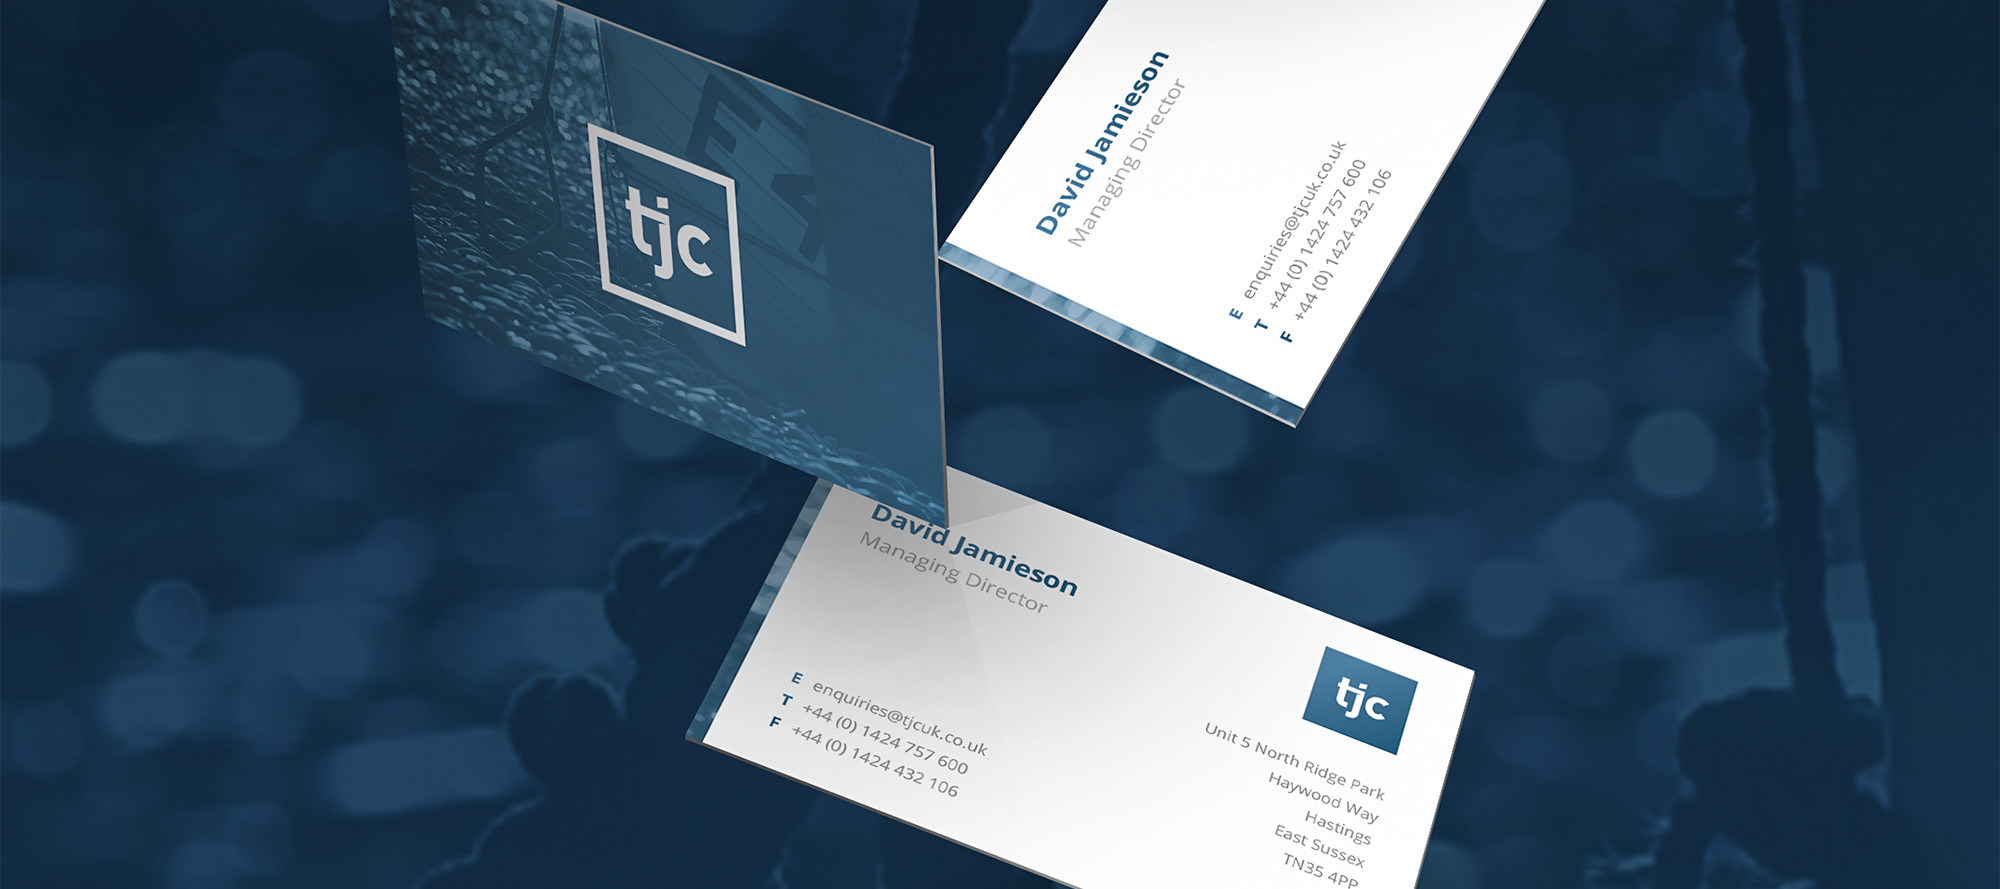 tjc
David Jamieson
Managing Director
E enquiries@tjcuk.co.uk
T +44 (0) 1424 757 600
F +44 (0) 1424 432 106
David Jamieson
Managing Director
E enquiries@tjcuk.co.uk
T +44 (0) 1424 757 600
F +44 (0) 1424 432 106
tjc
Unit 5 North Ridge Park
Haywood Way
Hastings
East Sussex
TN35 4PP